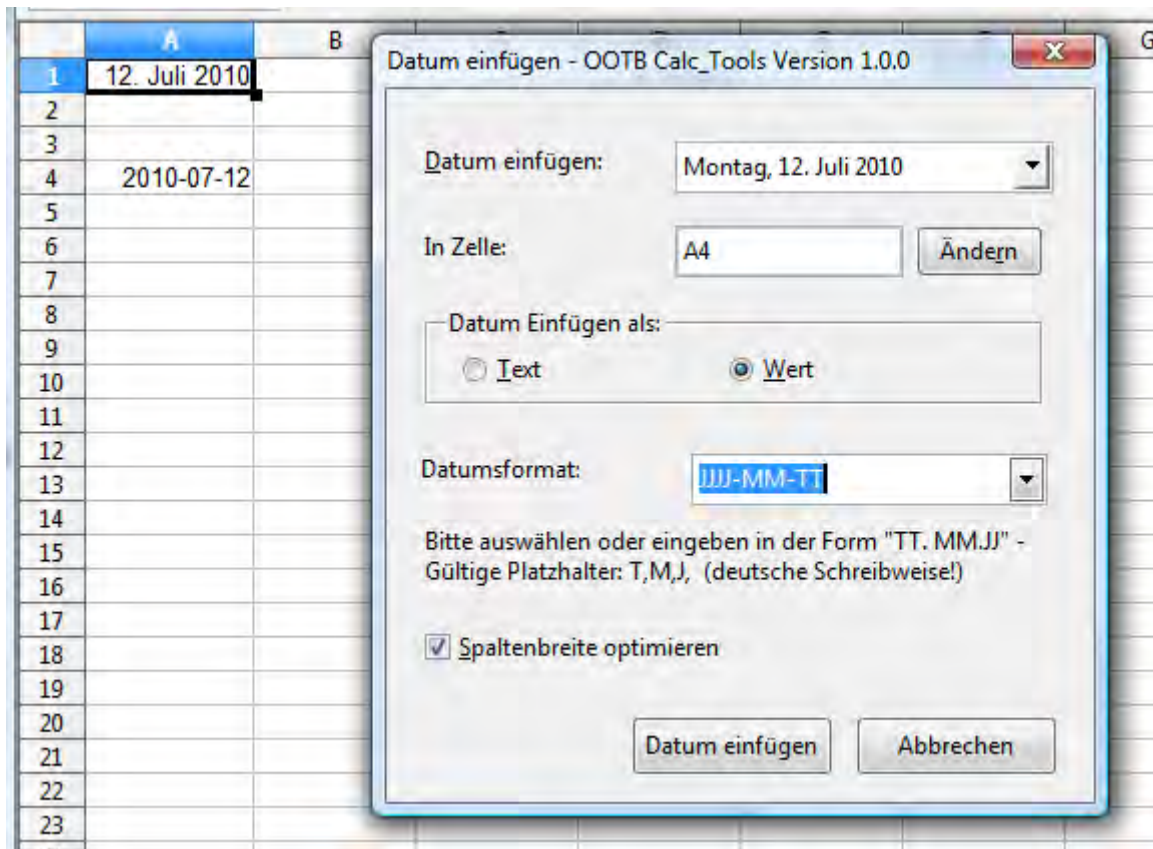 A B G
1 12. Juli 2010
2
3
4 2010-07-12
5
6
7
8
9
10
11
12
13
14
15
16
17
18
19
20
21
22
23
Datum einfügen - OOTB Calc_Tools Version 1.0.0
Datum einfügen: Montag, 12. Juli 2010
In Zelle: A4 Ändern
Datum Einfügen als:
Text Wert
Datumsformat: JJJJ-MM-TT
Bitte auswählen oder eingeben in der Form "TT. MM.JJ" -
Gültige Platzhalter: T,M,J, (deutsche Schreibweise!)
Spaltenbreite optimieren
Datum einfügen Abbrechen